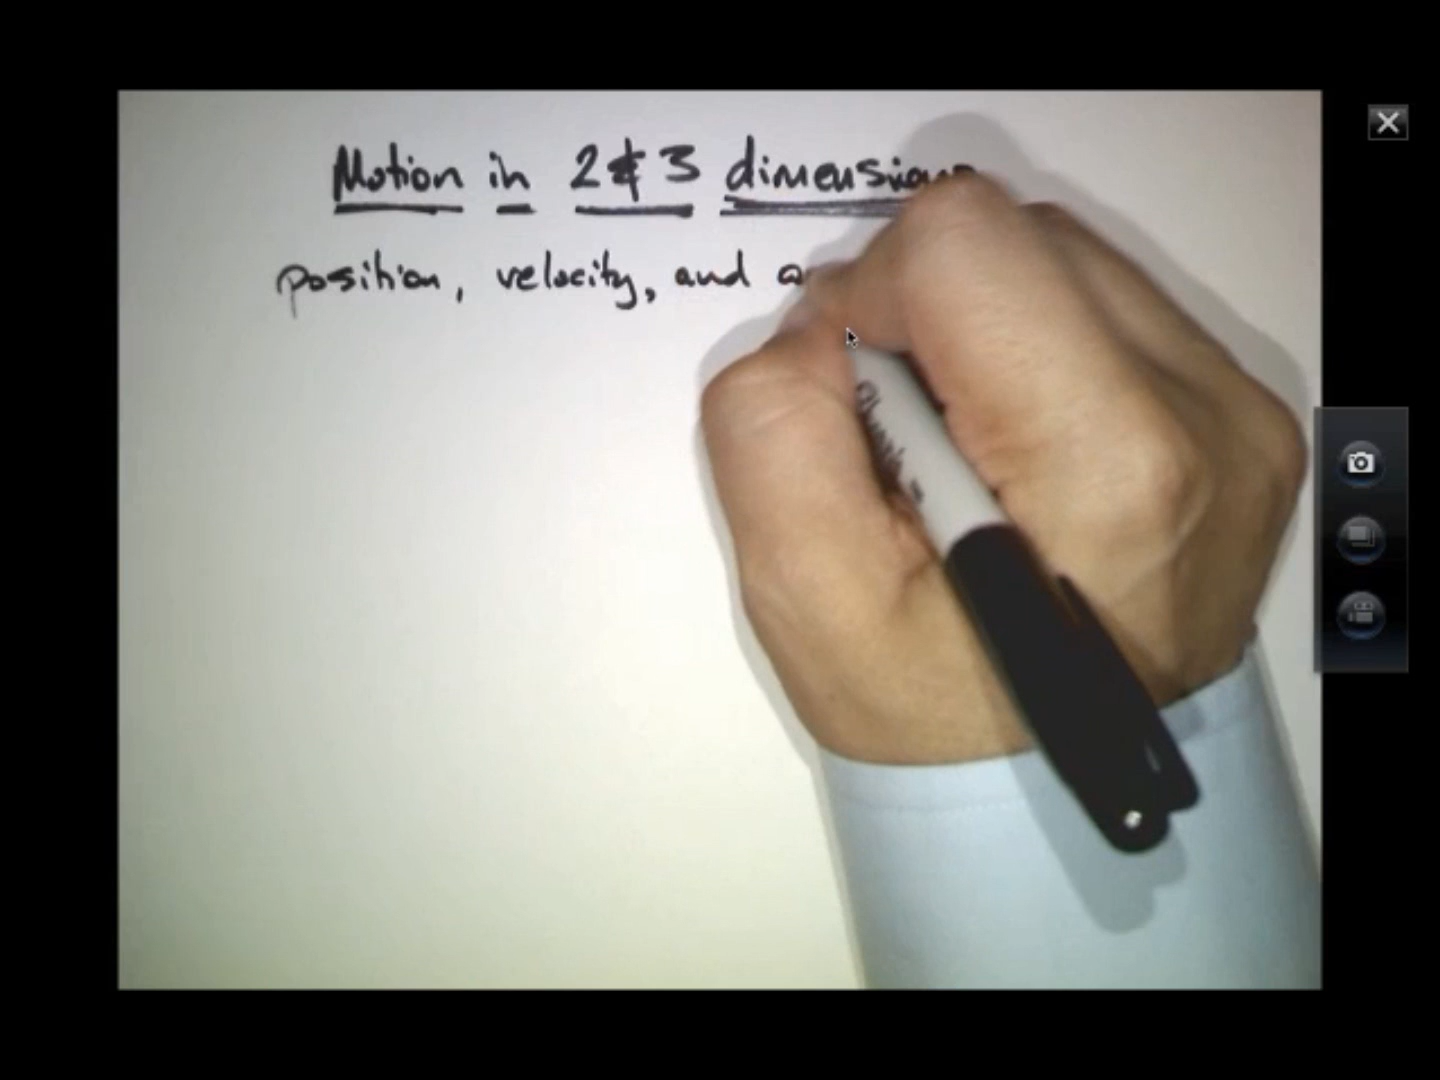 Motion in 2 & 3 dimensions
position, velocity, and